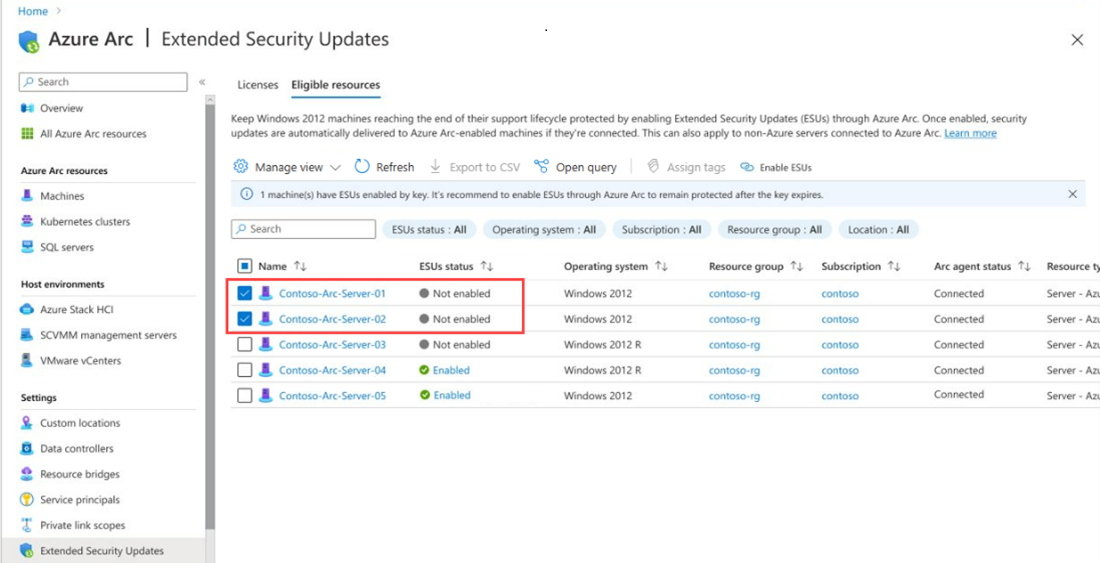 Home >
Azure Arc | Extended Security Updates
Search
«
Overview
All Azure Arc resources
Azure Arc resources
Machines
Kubernetes clusters
SQL servers
Host environments
Azure Stack HCI
SCVMM management servers
VMware vCenters
Settings
Custom locations
Data controllers
Resource bridges
Service principals
Private link scopes
Extended Security Updates
Licenses Eligible resources
Keep Windows 2012 machines reaching the end of their support lifecycle protected by enabling Extended Security Updates (ESUs) through Azure Arc. Once enabled, security
updates are automatically delivered to Azure Arc-enabled machines if they're connected. This can also apply to non-Azure servers connected to Azure Arc. Learn more
Manage view Refresh Export to CSV Open query Assign tags Enable ESUs
1 machine(s) have ESUs enabled by key. It's recommend to enable ESUs through Azure Arc to remain protected after the key expires.
Search ESUs status : All Operating system : All Subscription : All Resource group : All Location : All
Name ESUs status Operating system Resource group Subscription Arc agent status Resource ty
Contoso-Arc-Server-01 Not enabled Windows 2012 contoso-rg contoso Connected Server - Azu
Contoso-Arc-Server-02 Not enabled Windows 2012 contoso-rg contoso Connected Server - Azu
Contoso-Arc-Server-03 Not enabled Windows 2012 R contoso-rg contoso Connected Server - Azu
Contoso-Arc-Server-04 Enabled Windows 2012 R contoso-rg contoso Connected Server - Azu
Contoso-Arc-Server-05 Enabled Windows 2012 contoso-rg contoso Connected Server - Azu